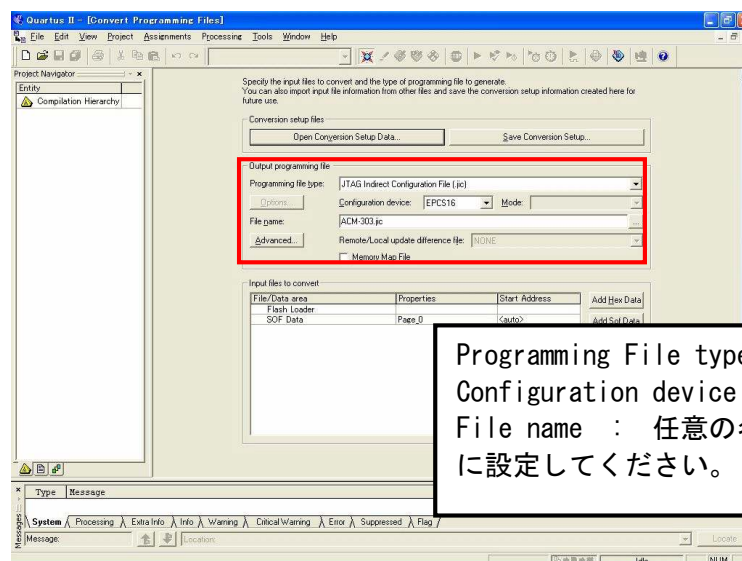 Quartus II - [Convert Programming Files]
File Edit View Project Assignments Processing Tools Window Help
Project Navigator
Entity
Compilation Hierarchy
Specify the input files to convert and the type of programming file to generate.
You can also import input file information from other files and save the conversion setup information created here for
future use.
Conversion setup files
Open Conversion Setup Data...
Save Conversion Setup...
Output programming file
Programming file type: JTAG Indirect Configuration File (.jic)
Options... Configuration device: EPCS16 Mode:
File name: ACM-303.jic ...
Advanced... Remote/Local update difference file: NONE
Memory Map File
Input files to convert
File/Data area Properties Start Address
Flash Loader
SOF Data Page_0 <auto>
Add Hex Data
Add Sof Data
Programming File type
Configuration device
File name : 任意の
に設定してください。
Type Message
System Processing Extra Info Info Warning Critical Warning Error Suppressed Flag
Messages
Message: Location: Locate
Idle NUM